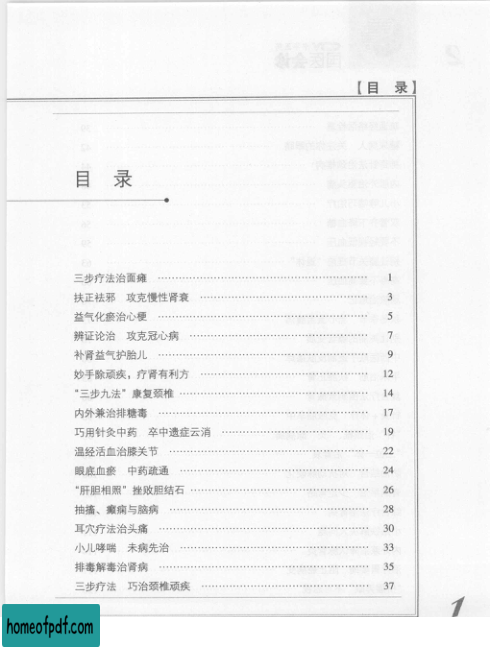 【目 录】
目 录
三步疗法治面瘫 …… 1
扶正祛邪 攻克慢性肾衰 …… 3
益气化瘀治心梗 …… 5
辨证论治 攻克冠心病 …… 7
补肾益气护胎儿 …… 9
妙手除顽疾,疗肾有利方 …… 12
“三步九法”康复颈椎 …… 14
内外兼治排糖毒 …… 17
巧用针灸中药 卒中遗症云消 …… 19
温经活血治膝关节 …… 22
眼底血瘀 中药疏通 …… 24
“肝胆相照”挫败胆结石 …… 26
抽搐、癫痫与脑病 …… 28
耳穴疗法治头痛 …… 30
小儿哮喘 未病先治 …… 33
排毒解毒治肾病 …… 35
三步疗法 巧治颈椎顽疾 …… 37
1
homeofpdf.com